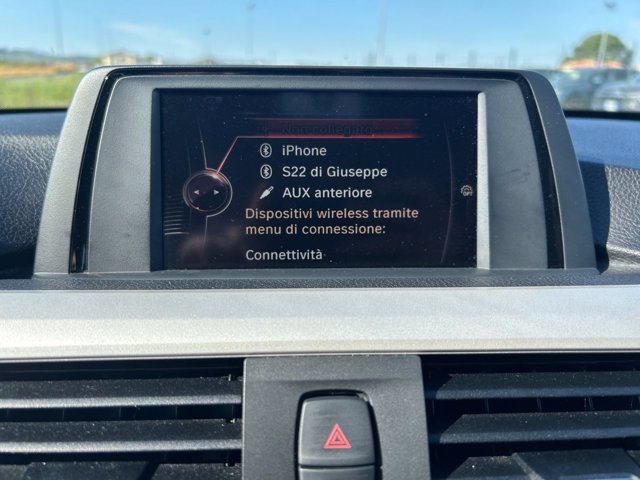 Non collegato
iPhone
S22 di Giuseppe
AUX anteriore
Dispositivi wireless tramite
menu di connessione:
Connettività